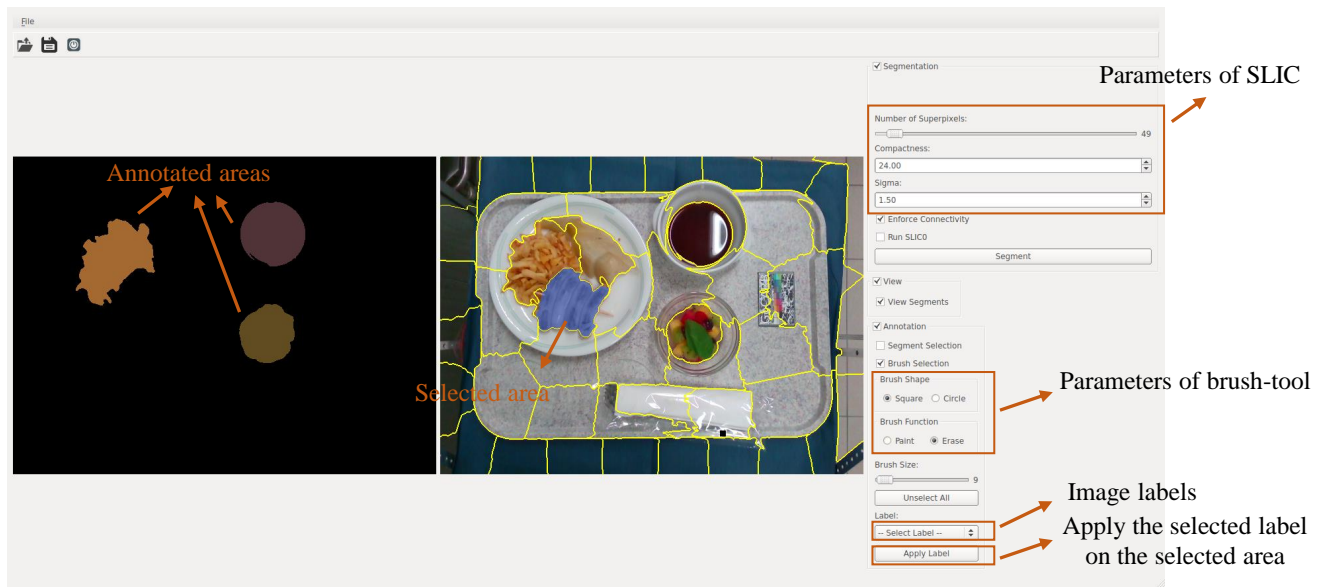 File
Segmentation
Parameters of SLIC
Number of Superpixels:
49
Compactness:
24.00
Sigma:
1.50
Enforce Connectivity
Run SLIC0
Segment
Annotated areas
Selected area
View
View Segments
Annotation
Segment Selection
Brush Selection
Brush Shape
Square
Circle
Parameters of brush-tool
Brush Function
Paint
Erase
Brush Size:
9
Unselect All
Label:
Image labels
-- Select Label --
Apply Label
Apply the selected label
on the selected area